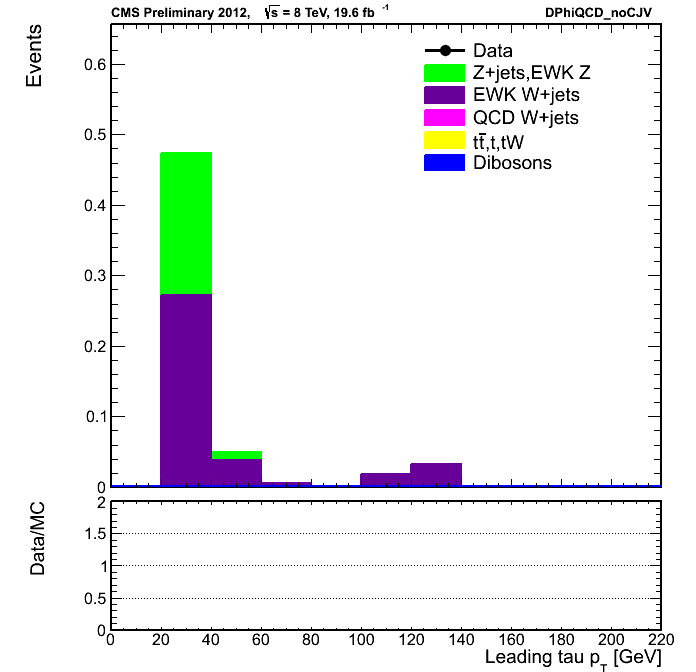 CMS Preliminary 2012, √s = 8 TeV, 19.6 fb⁻¹ DPhiQCD_noCJV
Events
0.6
0.5
0.4
0.3
0.2
0.1
0
Data
Z+jets,EWK Z
EWK W+jets
QCD W+jets
tt̅,t,tW
Dibosons
Data/MC
2
1.5
1
0.5
0
0 20 40 60 80 100 120 140 160 180 200 220
Leading tau p_T [GeV]